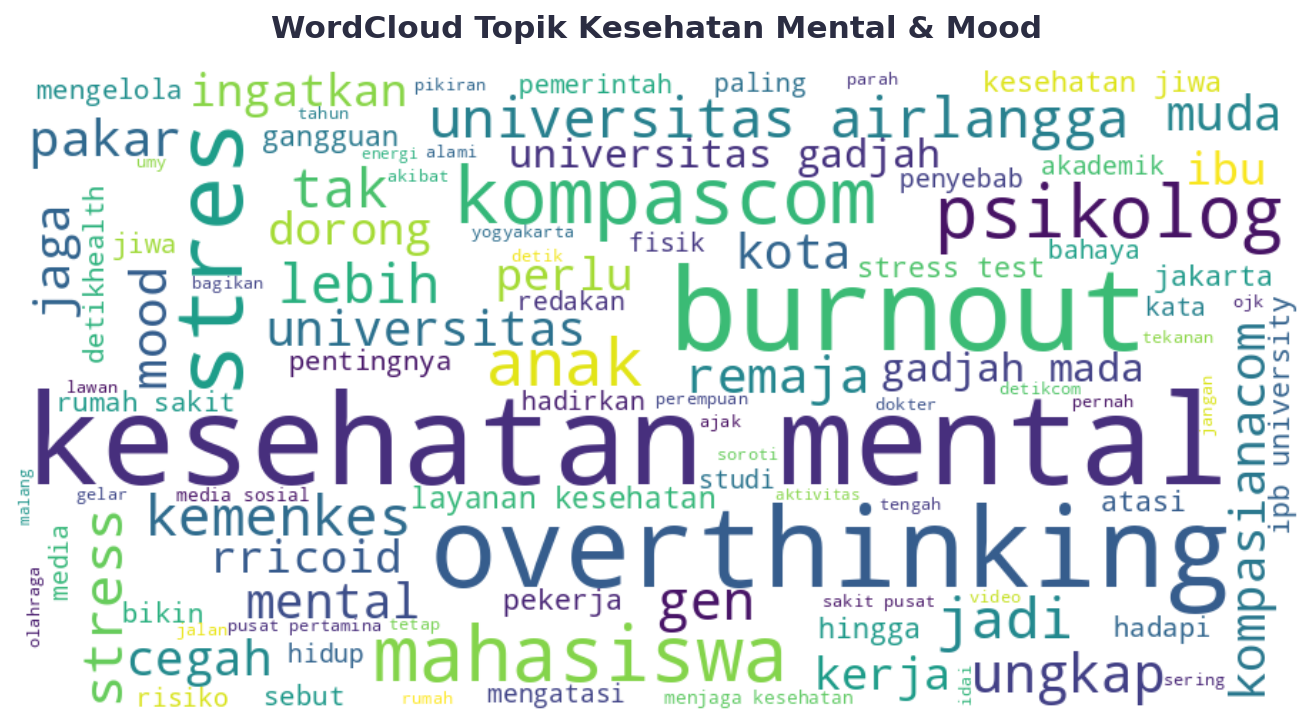 WordCloud Topik Kesehatan Mental & Mood
mengelola
ingatkan
pikiran
pemerintah
paling
parah
kesehatan jiwa
pakar
tahun
gangguan
universitas airlangga
muda
umy
stres
energi
alami
universitas gadjah
akademik
ibu
tak
akibat
kompascom
penyebab
psikolog
jaga
detikhealth
jiwa
dorong
yogyakarta
fisik
kota
bahaya
mood
bagikan
lebih
detik
perlu
stress test
jakarta
redakan
burnout
kata
ojk
universitas
tekanan
pentingnya
anak
remaja
gadjah mada
kompasianacom
ipb university
lawan
rumah sakit
hadirkan
perempuan
dokter
detikcom
pernah
jangan
kesehatan mental
ajak
soroti
studi
malang
gelar
media sosial
layanan kesehatan
aktivitas
tengah
atasi
kemenkes
overthinking
media
stress
rricoid
olahraga
mental
pekerja
gen
sakit pusat
video
jadi
bikin
jalan
pusat pertamina
tetap
hingga
hadapi
cegah
hidup
mahasiswa
kerja
idai
ungkap
sering
risiko
sebut
rumah
mengatasi
menjaga kesehatan